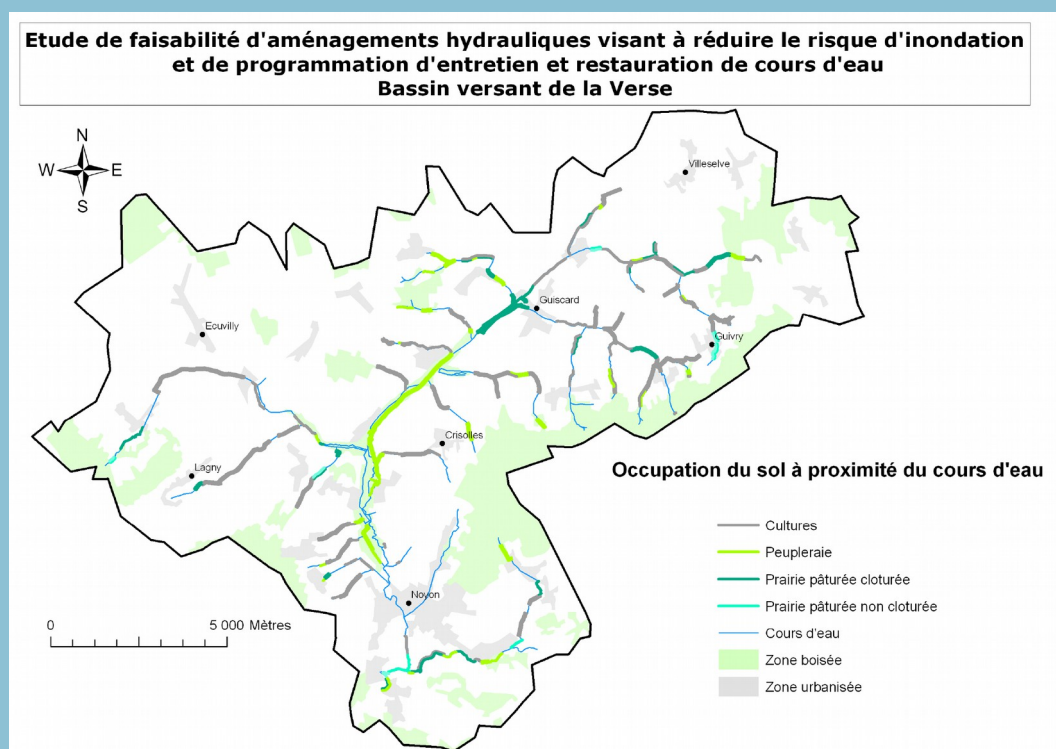 Etude de faisabilité d'aménagements hydrauliques visant à réduire le risque d'inondation
et de programmation d'entretien et restauration de cours d'eau
Bassin versant de la Verse
N
W E
S
Villeselve
Guiscard
Ecuvilly
Guivry
Crisolles
Lagny
Occupation du sol à proximité du cours d'eau
Cultures
Peupleraie
Prairie pâturée cloturée
Prairie pâturée non cloturée
Cours d'eau
Zone boisée
Zone urbanisée
Noyon
0 5 000 Mètres